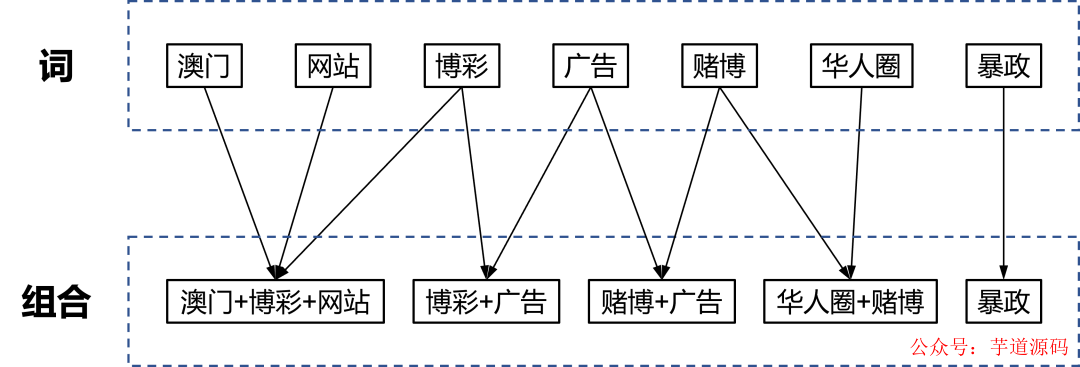 词
澳门 网站 博彩 广告 赌博 华人圈 暴政
组合
澳门+博彩+网站 博彩+广告 赌博+广告 华人圈+赌博 暴政
公众号：芋道源码